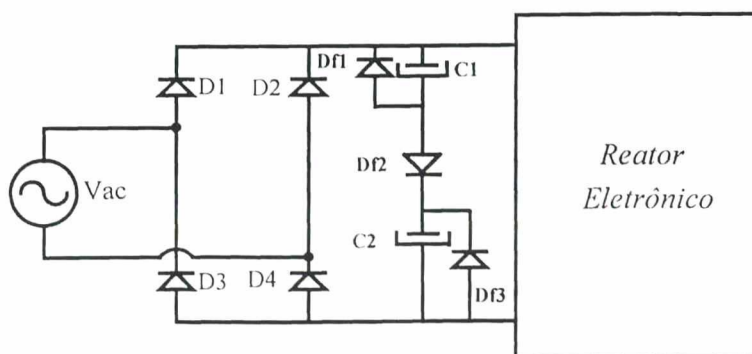 Df1
C1
D1
D2
Reator
Eletrônico
Df2
Vac
C2
D3
D4
Df3